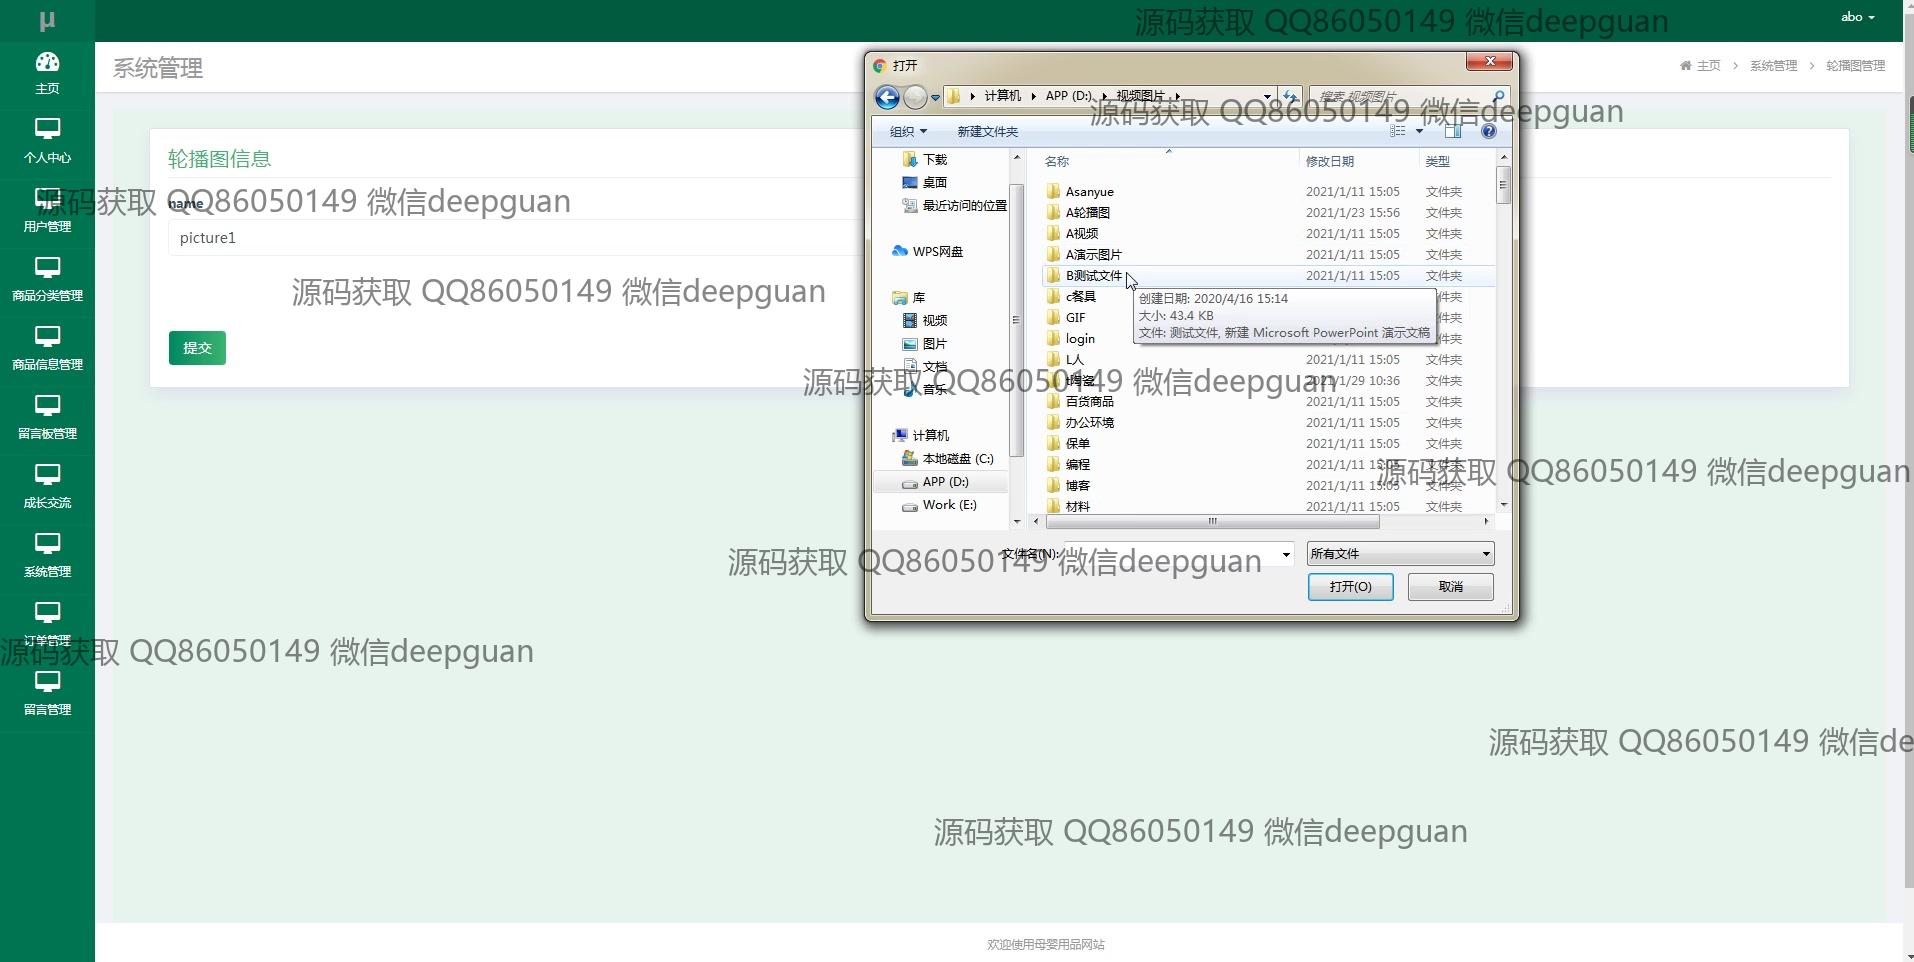 μ
abo
源码获取 QQ86050149 微信deepguan
主页
个人中心
用户管理
商品分类管理
商品信息管理
留言板管理
成长交流
系统管理
订单管理
留言管理
系统管理
主页 > 系统管理 > 轮播图管理
轮播图信息
name
源码获取 QQ86050149 微信deepguan
picture1
源码获取 QQ86050149 微信deepguan
提交
打开
计算机 APP (D:) 视频图片
搜索 视频图片
源码获取 QQ86050149 微信deepguan
组织 新建文件夹
下载
桌面
最近访问的位置
WPS网盘
库
视频
图片
文档
音乐
计算机
本地磁盘 (C:)
APP (D:)
Work (E:)
名称 修改日期 类型
Asanyue 2021/1/11 15:05 文件夹
A轮播图 2021/1/23 15:56 文件夹
A视频 2021/1/11 15:05 文件夹
A演示图片 2021/1/11 15:05 文件夹
B测试文件 2021/1/11 15:05 文件夹
c餐具 件夹
GIF 件夹
login 件夹
创建日期: 2020/4/16 15:14
大小: 43.4 KB
文件: 测试文件, 新建 Microsoft PowerPoint 演示文稿
L人 2021/1/11 15:05 文件夹
t陶瓷 2021/1/29 10:36 文件夹
源码获取 QQ86050149 微信deepguan
百货商品 2021/1/11 15:05 文件夹
办公环境 2021/1/11 15:05 文件夹
保单 2021/1/11 15:05 文件夹
编程 2021/1/11 15:05 文件夹
源码获取 QQ86050149 微信deepguan
博客 2021/1/11 15:05 文件夹
材料 2021/1/11 15:05 文件夹
文件名(N):
所有文件
源码获取 QQ86050149 微信deepguan
打开(O) 取消
源码获取 QQ86050149 微信deepguan
源码获取 QQ86050149 微信de
源码获取 QQ86050149 微信deepguan
欢迎使用母婴用品网站